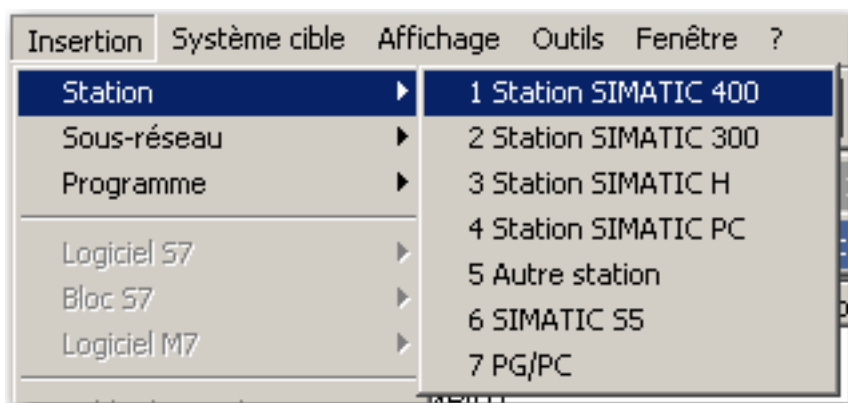 Insertion Système cible Affichage Outils Fenêtre ?
Station
Sous-réseau
Programme
Logiciel S7
Bloc S7
Logiciel M7
1 Station SIMATIC 400
2 Station SIMATIC 300
3 Station SIMATIC H
4 Station SIMATIC PC
5 Autre station
6 SIMATIC S5
7 PG/PC